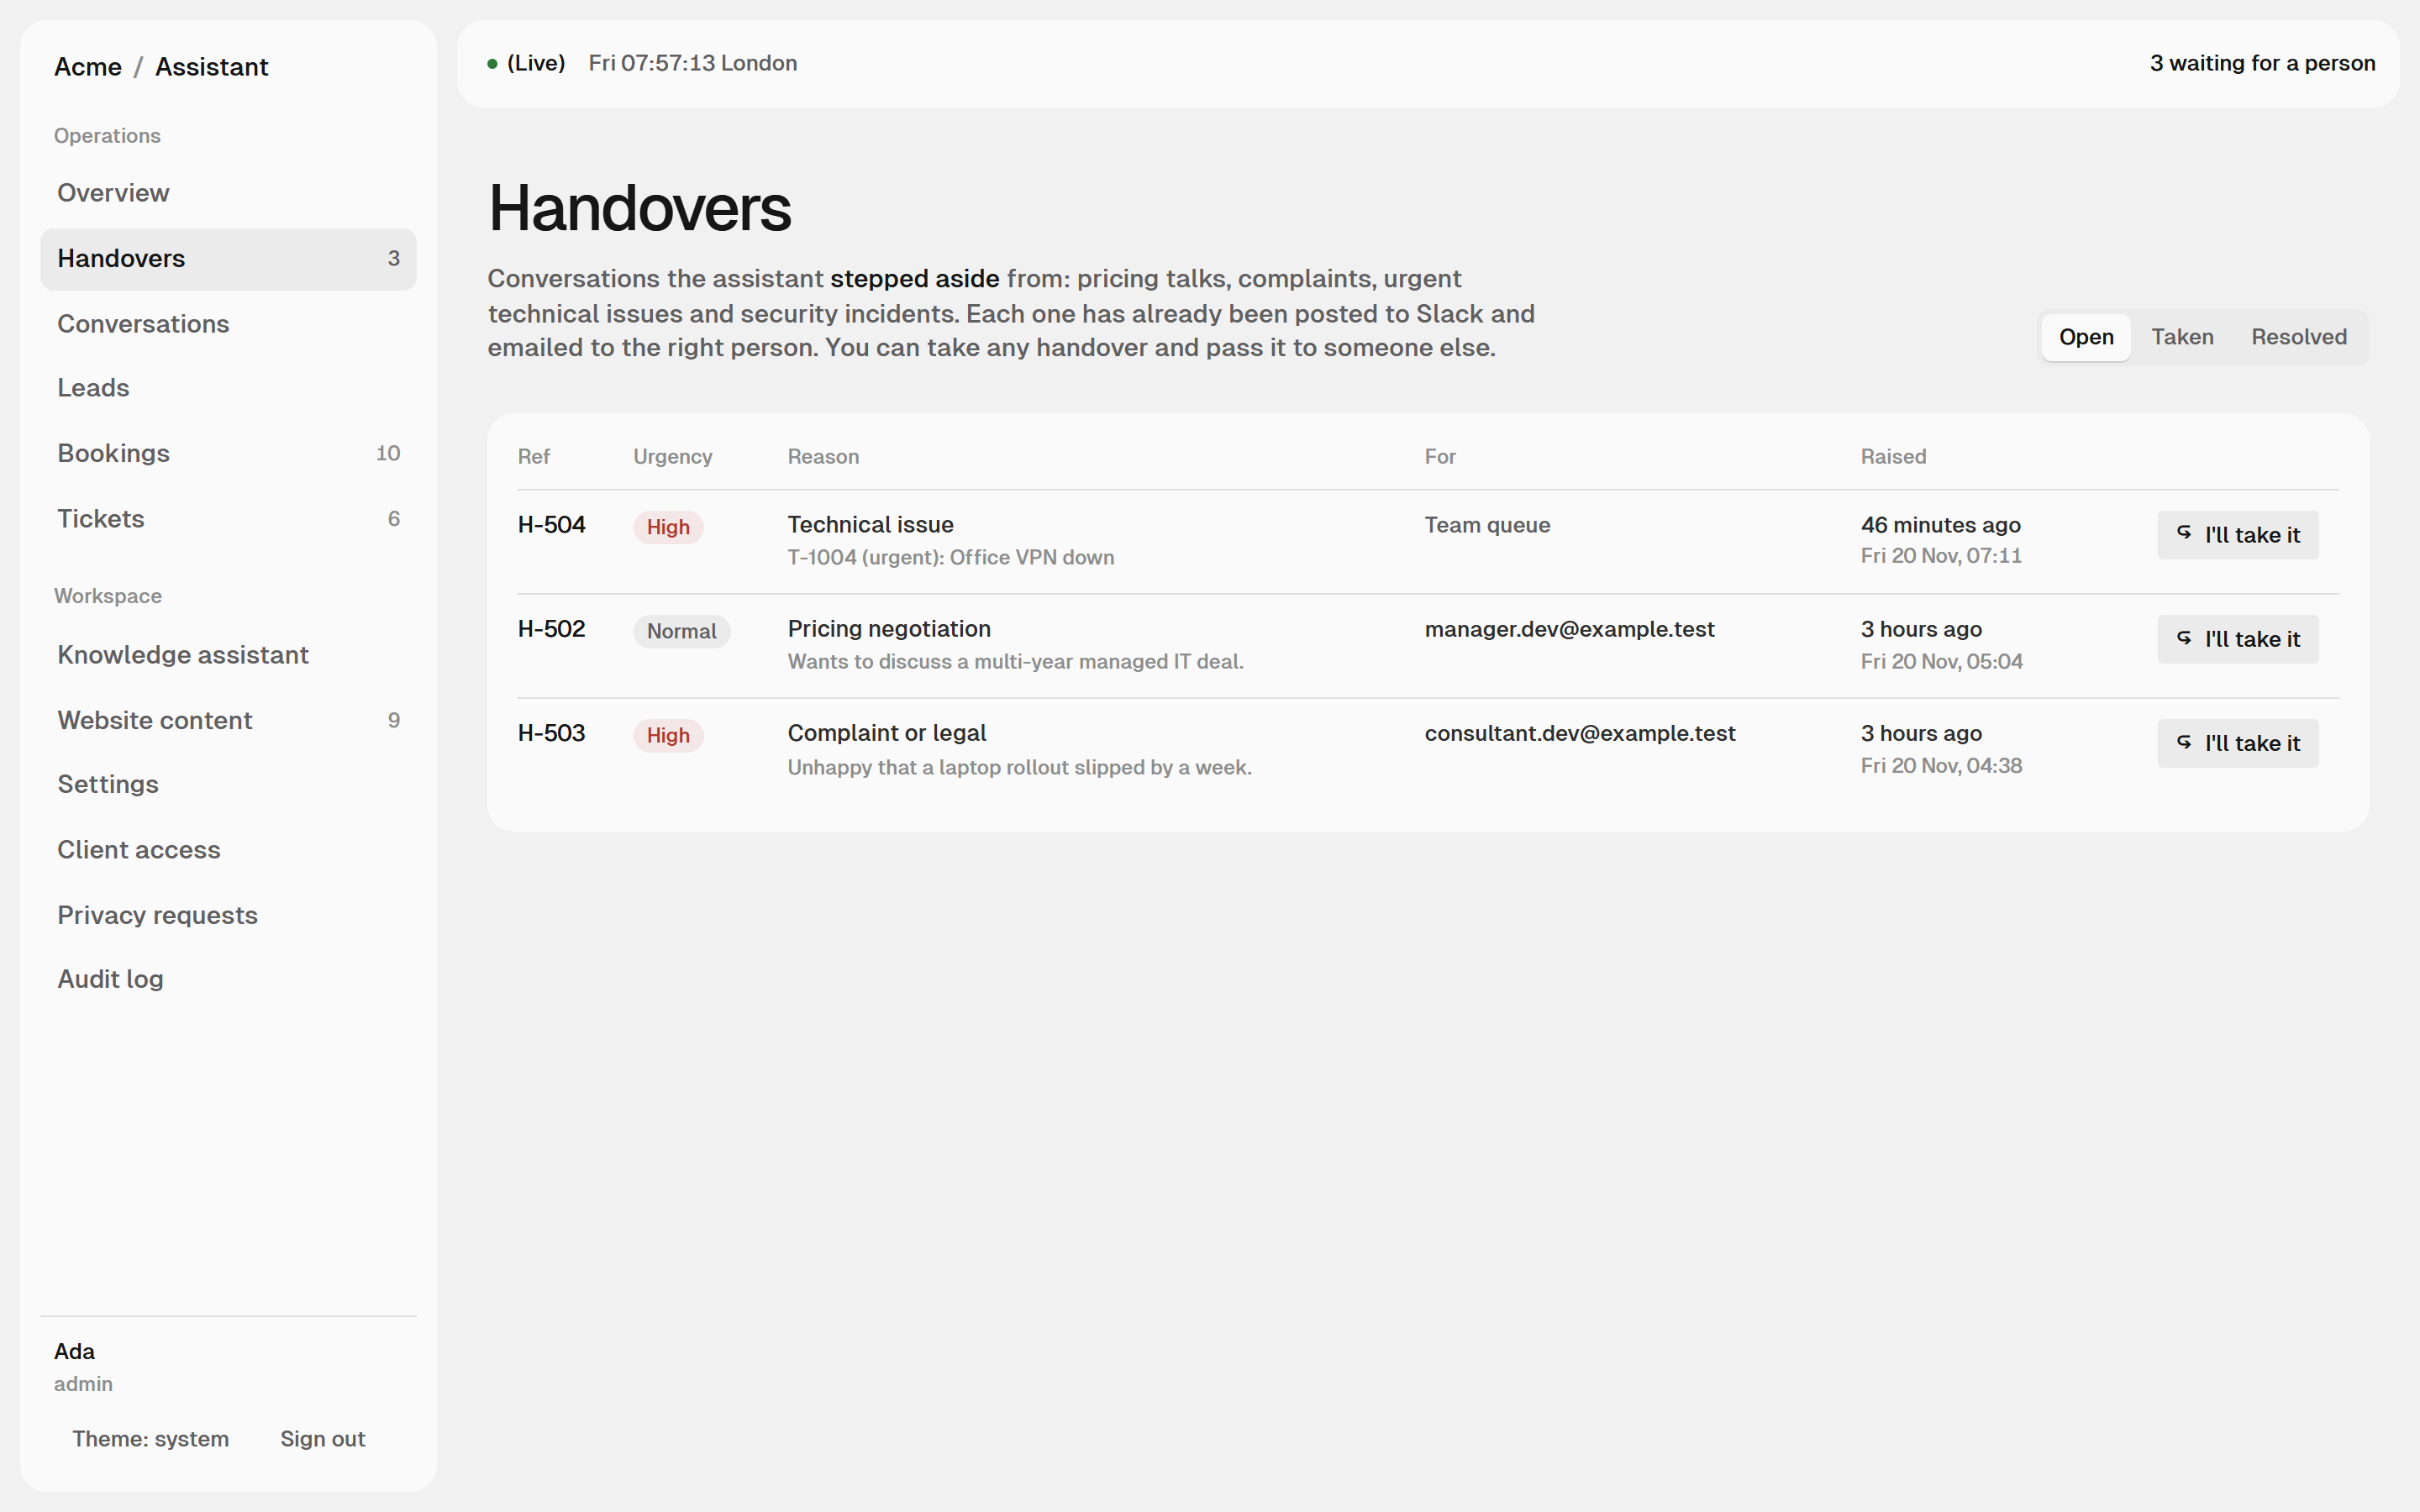 Acme / Assistant
Operations
Overview
Handovers 3
Conversations
Leads
Bookings 10
Tickets 6
Workspace
Knowledge assistant
Website content 9
Settings
Client access
Privacy requests
Audit log
Ada
admin
Theme: system Sign out
(Live) Fri 07:57:13 London 3 waiting for a person
Handovers
Conversations the assistant stepped aside from: pricing talks, complaints, urgent
technical issues and security incidents. Each one has already been posted to Slack and
emailed to the right person. You can take any handover and pass it to someone else.
Open Taken Resolved
Ref Urgency Reason For Raised
H-504 High Technical issue Team queue 46 minutes ago I'll take it
T-1004 (urgent): Office VPN down Fri 20 Nov, 07:11
H-502 Normal Pricing negotiation manager.dev@example.test 3 hours ago I'll take it
Wants to discuss a multi-year managed IT deal. Fri 20 Nov, 05:04
H-503 High Complaint or legal consultant.dev@example.test 3 hours ago I'll take it
Unhappy that a laptop rollout slipped by a week. Fri 20 Nov, 04:38